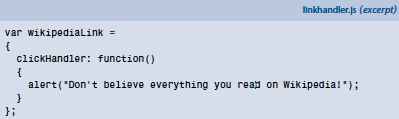 linkhandler.js (excerpt)
var wikipediaLink =
{
  clickHandler: function()
  {
    alert("Don't believe everything you read on Wikipedia!");
  }
};